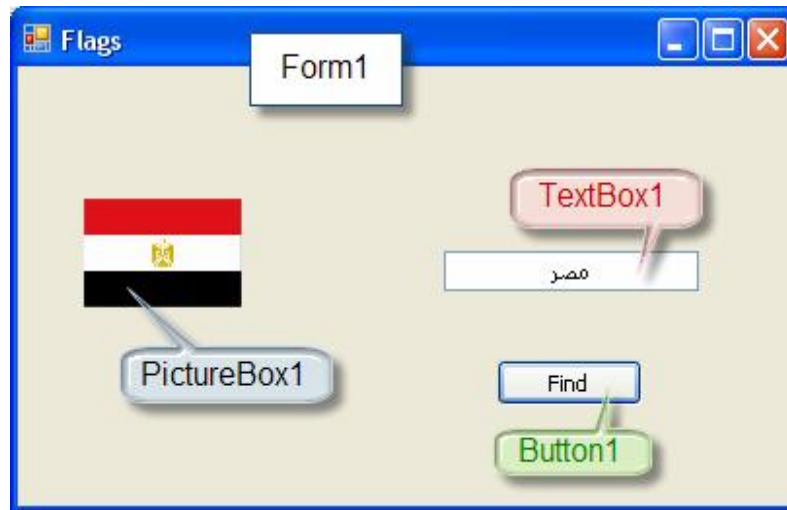 Flags
Form1
TextBox1
مصر
PictureBox1
Find
Button1